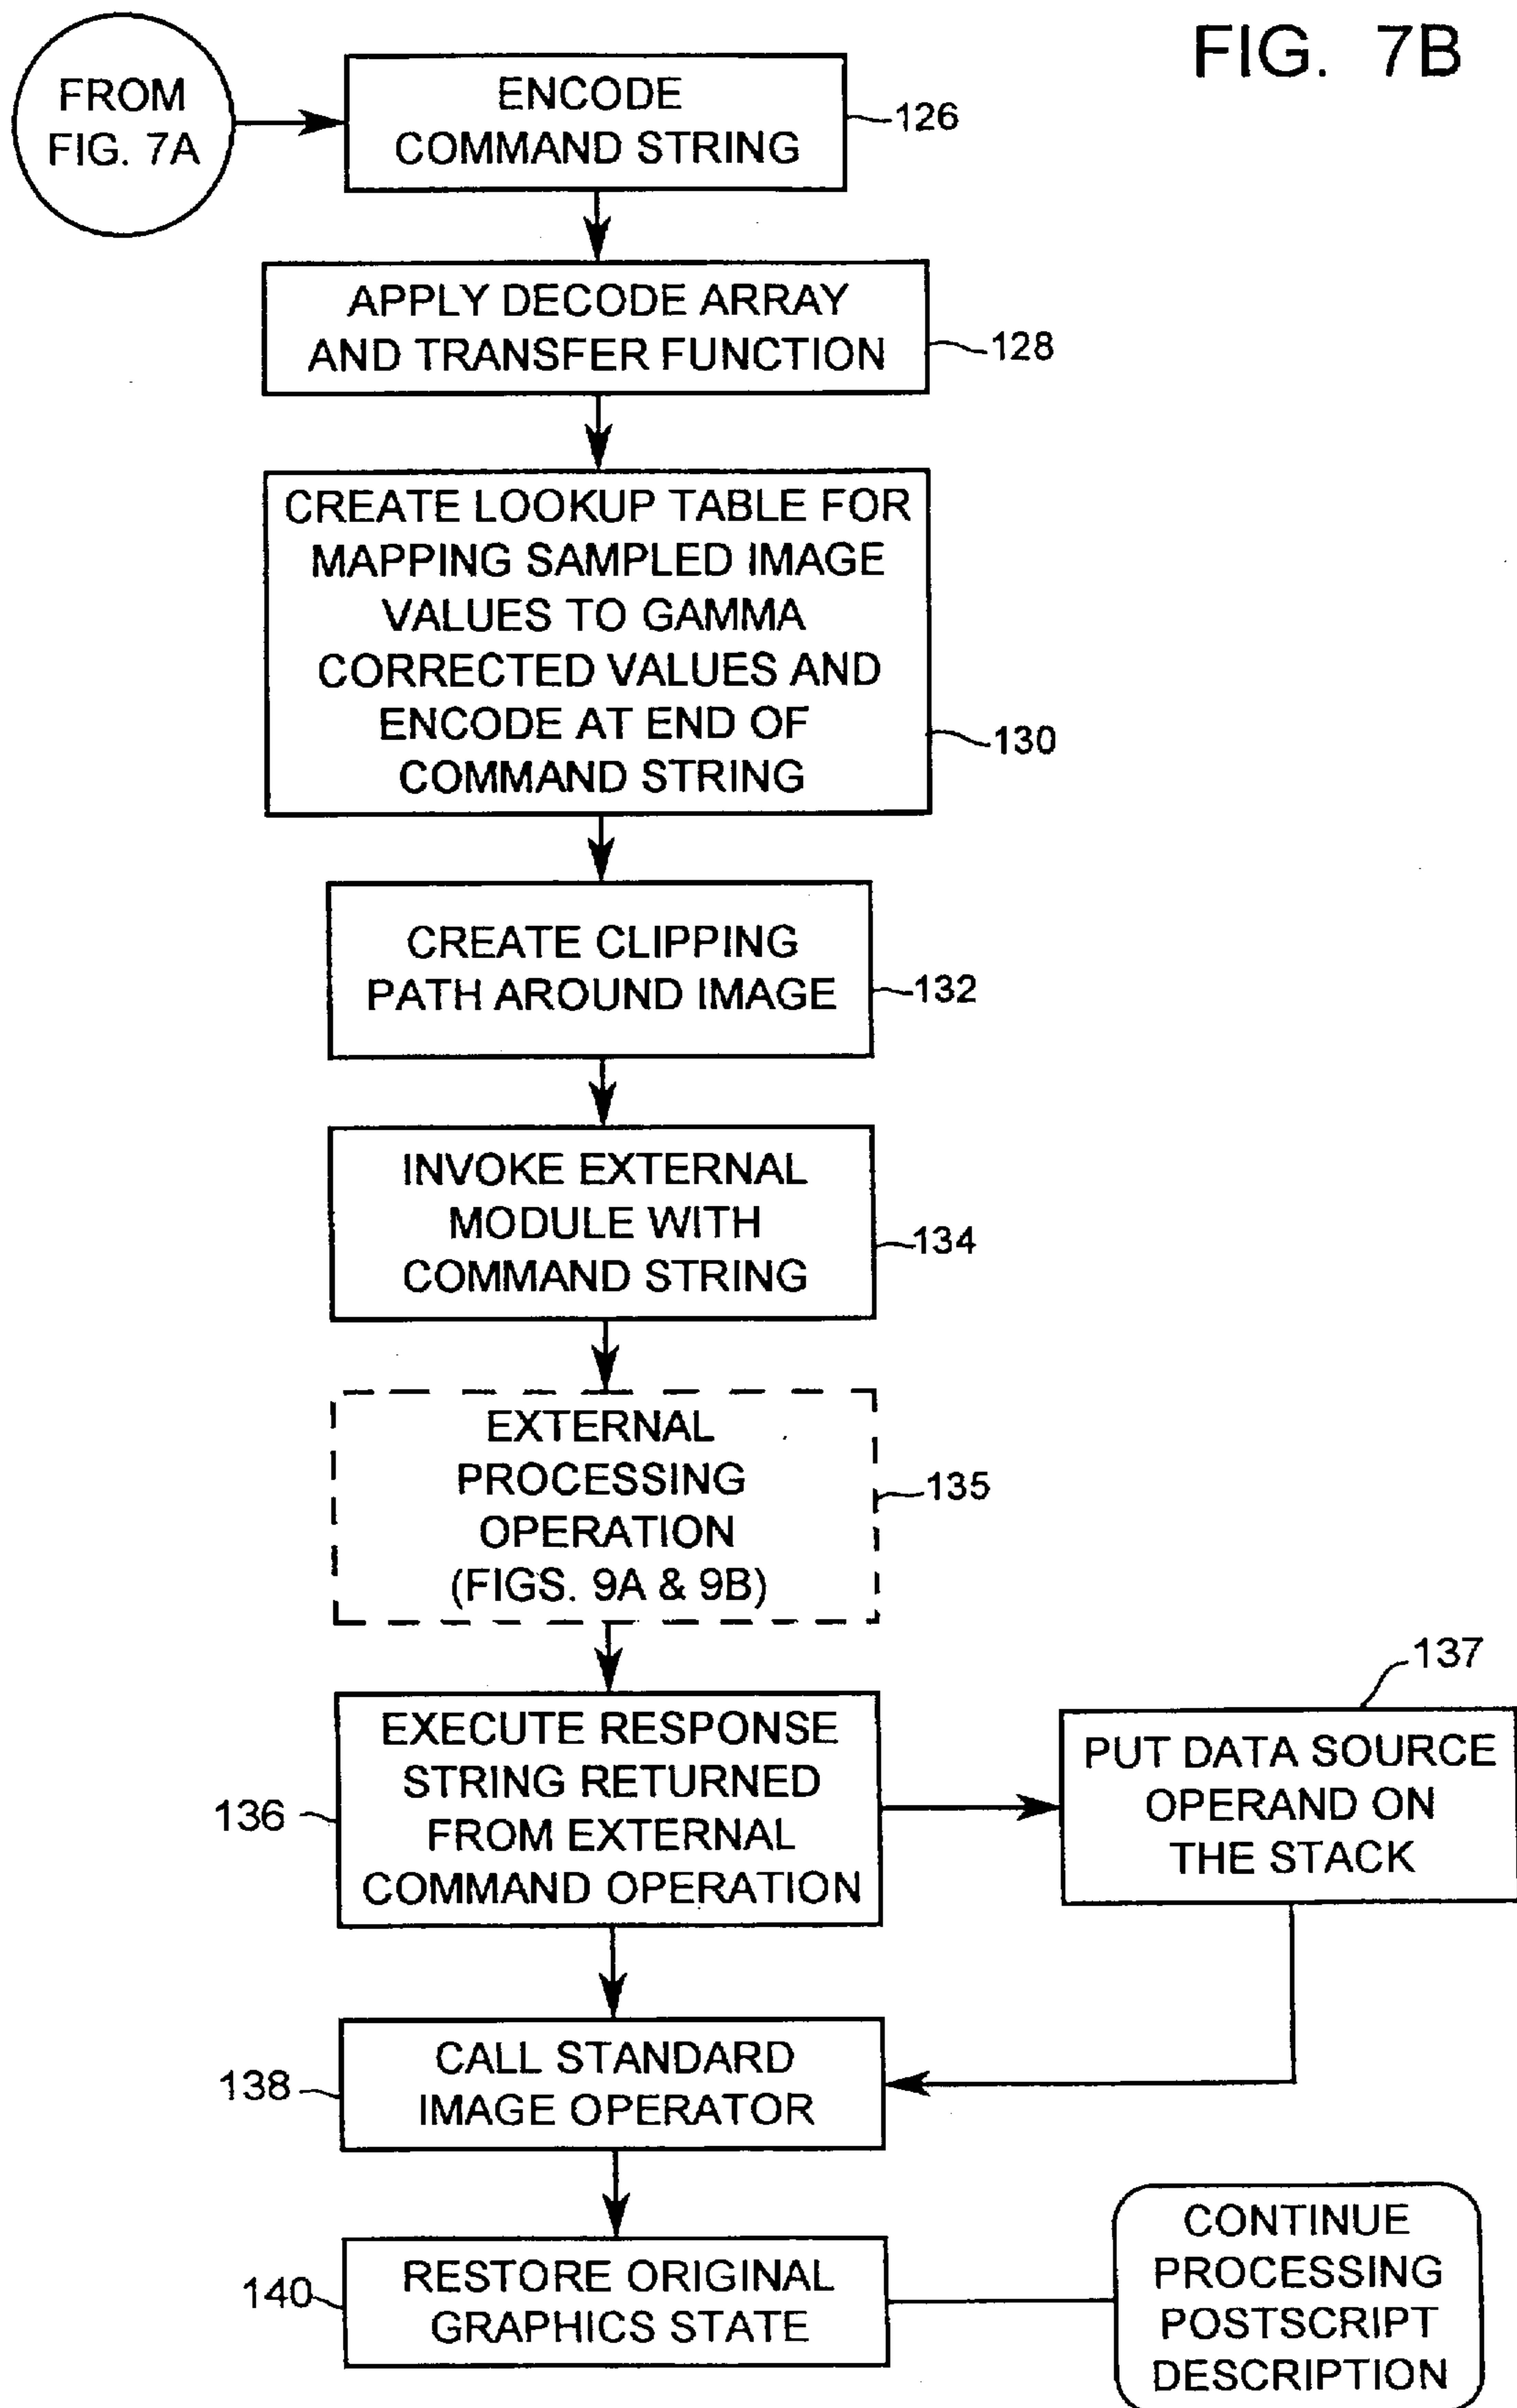 FIG. 7B
FROM
FIG. 7A
ENCODE
COMMAND STRING
126
APPLY DECODE ARRAY
AND TRANSFER FUNCTION
128
CREATE LOOKUP TABLE FOR
MAPPING SAMPLED IMAGE
VALUES TO GAMMA
CORRECTED VALUES AND
ENCODE AT END OF
COMMAND STRING
130
CREATE CLIPPING
PATH AROUND IMAGE
132
INVOKE EXTERNAL
MODULE WITH
COMMAND STRING
134
EXTERNAL
PROCESSING
OPERATION
(FIGS. 9A & 9B)
135
EXECUTE RESPONSE
STRING RETURNED
FROM EXTERNAL
COMMAND OPERATION
136
137
PUT DATA SOURCE
OPERAND ON
THE STACK
CALL STANDARD
IMAGE OPERATOR
138
RESTORE ORIGINAL
GRAPHICS STATE
140
CONTINUE
PROCESSING
POSTSCRIPT
DESCRIPTION